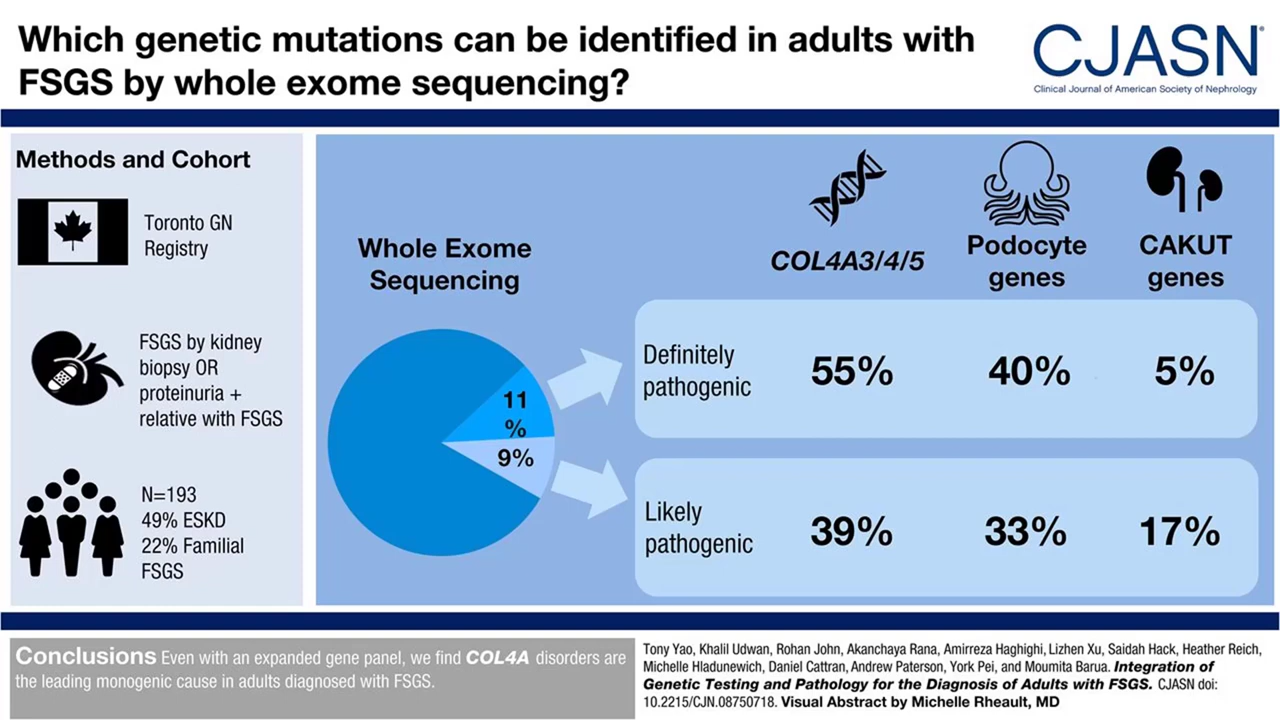 Which genetic mutations can be identified in adults with
FSGS by whole exome sequencing?
CJASN®
Clinical Journal of American Society of Nephrology
Methods and Cohort
Toronto GN
Registry
FSGS by kidney
biopsy OR
proteinuria +
relative with FSGS
N=193
49% ESKD
22% Familial
FSGS
Whole Exome
Sequencing
11
%
9%
COL4A3/4/5
Podocyte
genes
CAKUT
genes
Definitely
pathogenic
55%
40%
5%
Likely
pathogenic
39%
33%
17%
Conclusions Even with an expanded gene panel, we find COL4A disorders are
the leading monogenic cause in adults diagnosed with FSGS.
Tony Yao, Khalil Udwan, Rohan John, Akanchaya Rana, Amirreza Haghighi, Lizhen Xu, Saidah Hack, Heather Reich,
Michelle Hladunewich, Daniel Cattran, Andrew Paterson, York Pei, and Moumita Barua. Integration of
Genetic Testing and Pathology for the Diagnosis of Adults with FSGS. CJASN doi:
10.2215/CJN.08750718. Visual Abstract by Michelle Rheault, MD